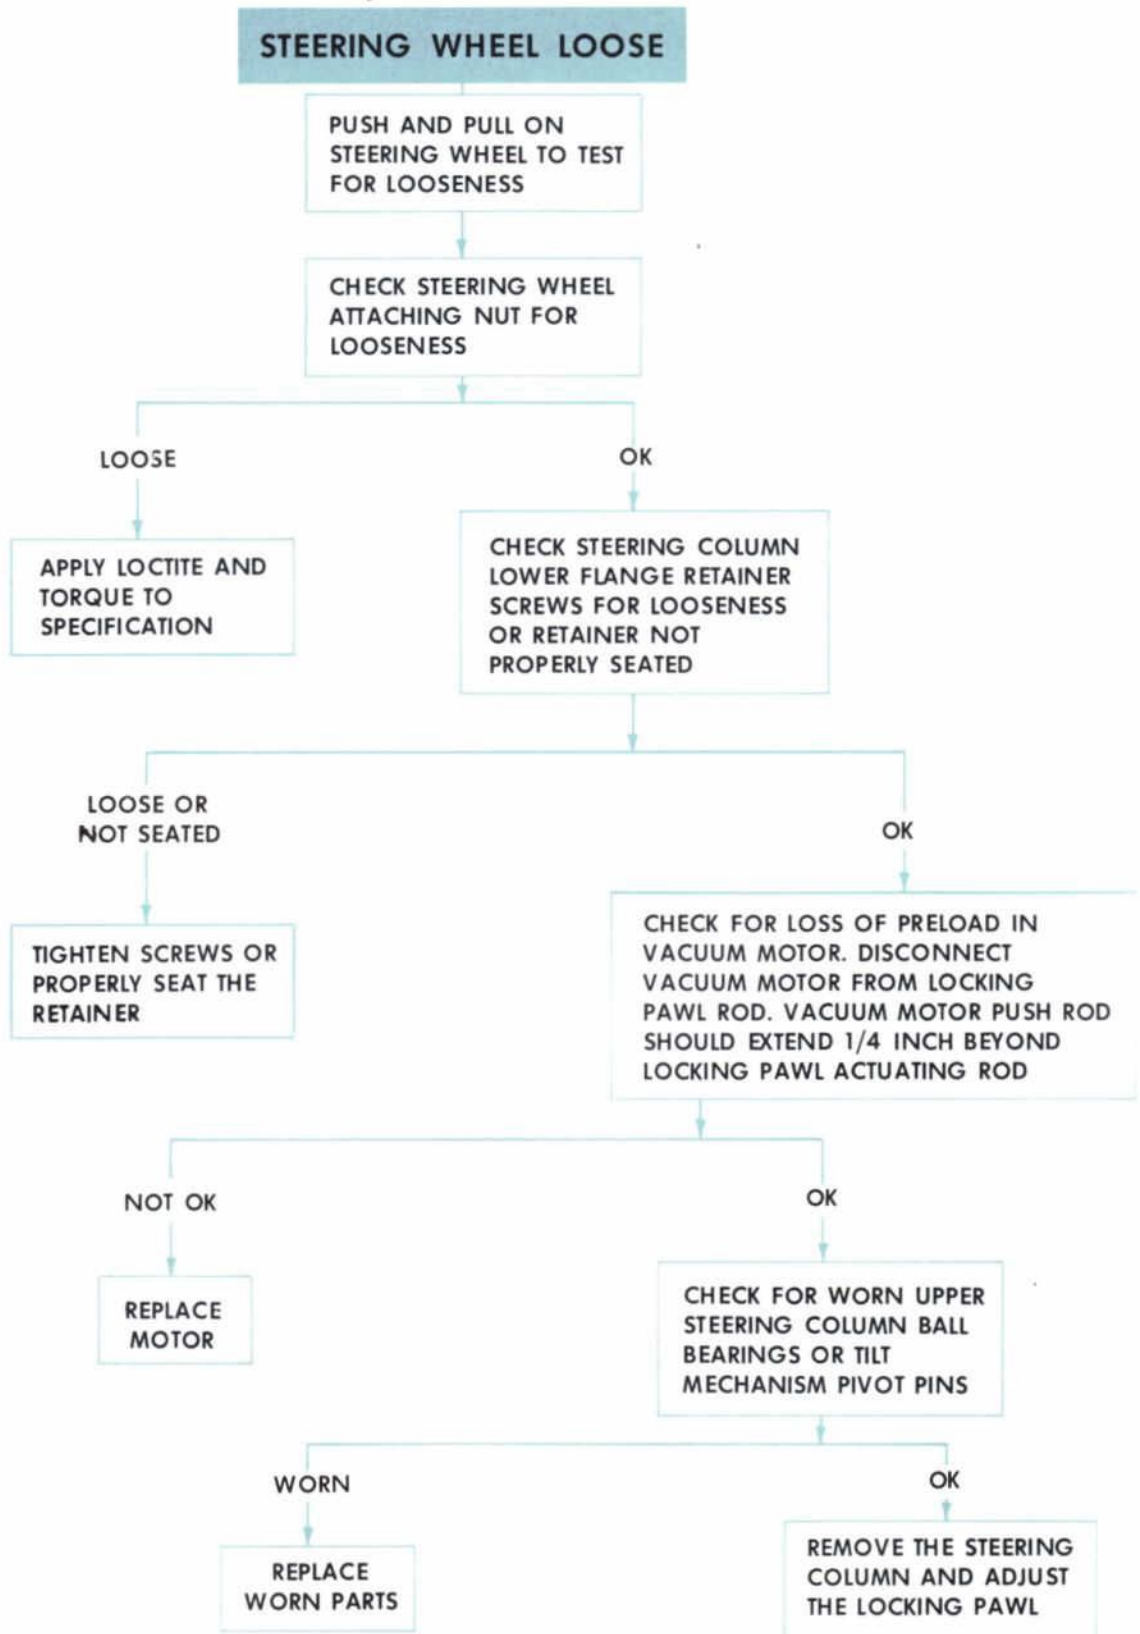 STEERING WHEEL LOOSE
PUSH AND PULL ON
STEERING WHEEL TO TEST
FOR LOOSENESS
CHECK STEERING WHEEL
ATTACHING NUT FOR
LOOSENESS
LOOSE
OK
APPLY LOCTITE AND
TORQUE TO
SPECIFICATION
CHECK STEERING COLUMN
LOWER FLANGE RETAINER
SCREWS FOR LOOSENESS
OR RETAINER NOT
PROPERLY SEATED
LOOSE OR
NOT SEATED
OK
TIGHTEN SCREWS OR
PROPERLY SEAT THE
RETAINER
CHECK FOR LOSS OF PRELOAD IN
VACUUM MOTOR. DISCONNECT
VACUUM MOTOR FROM LOCKING
PAWL ROD. VACUUM MOTOR PUSH ROD
SHOULD EXTEND 1/4 INCH BEYOND
LOCKING PAWL ACTUATING ROD
NOT OK
OK
REPLACE
MOTOR
CHECK FOR WORN UPPER
STEERING COLUMN BALL
BEARINGS OR TILT
MECHANISM PIVOT PINS
WORN
OK
REPLACE
WORN PARTS
REMOVE THE STEERING
COLUMN AND ADJUST
THE LOCKING PAWL